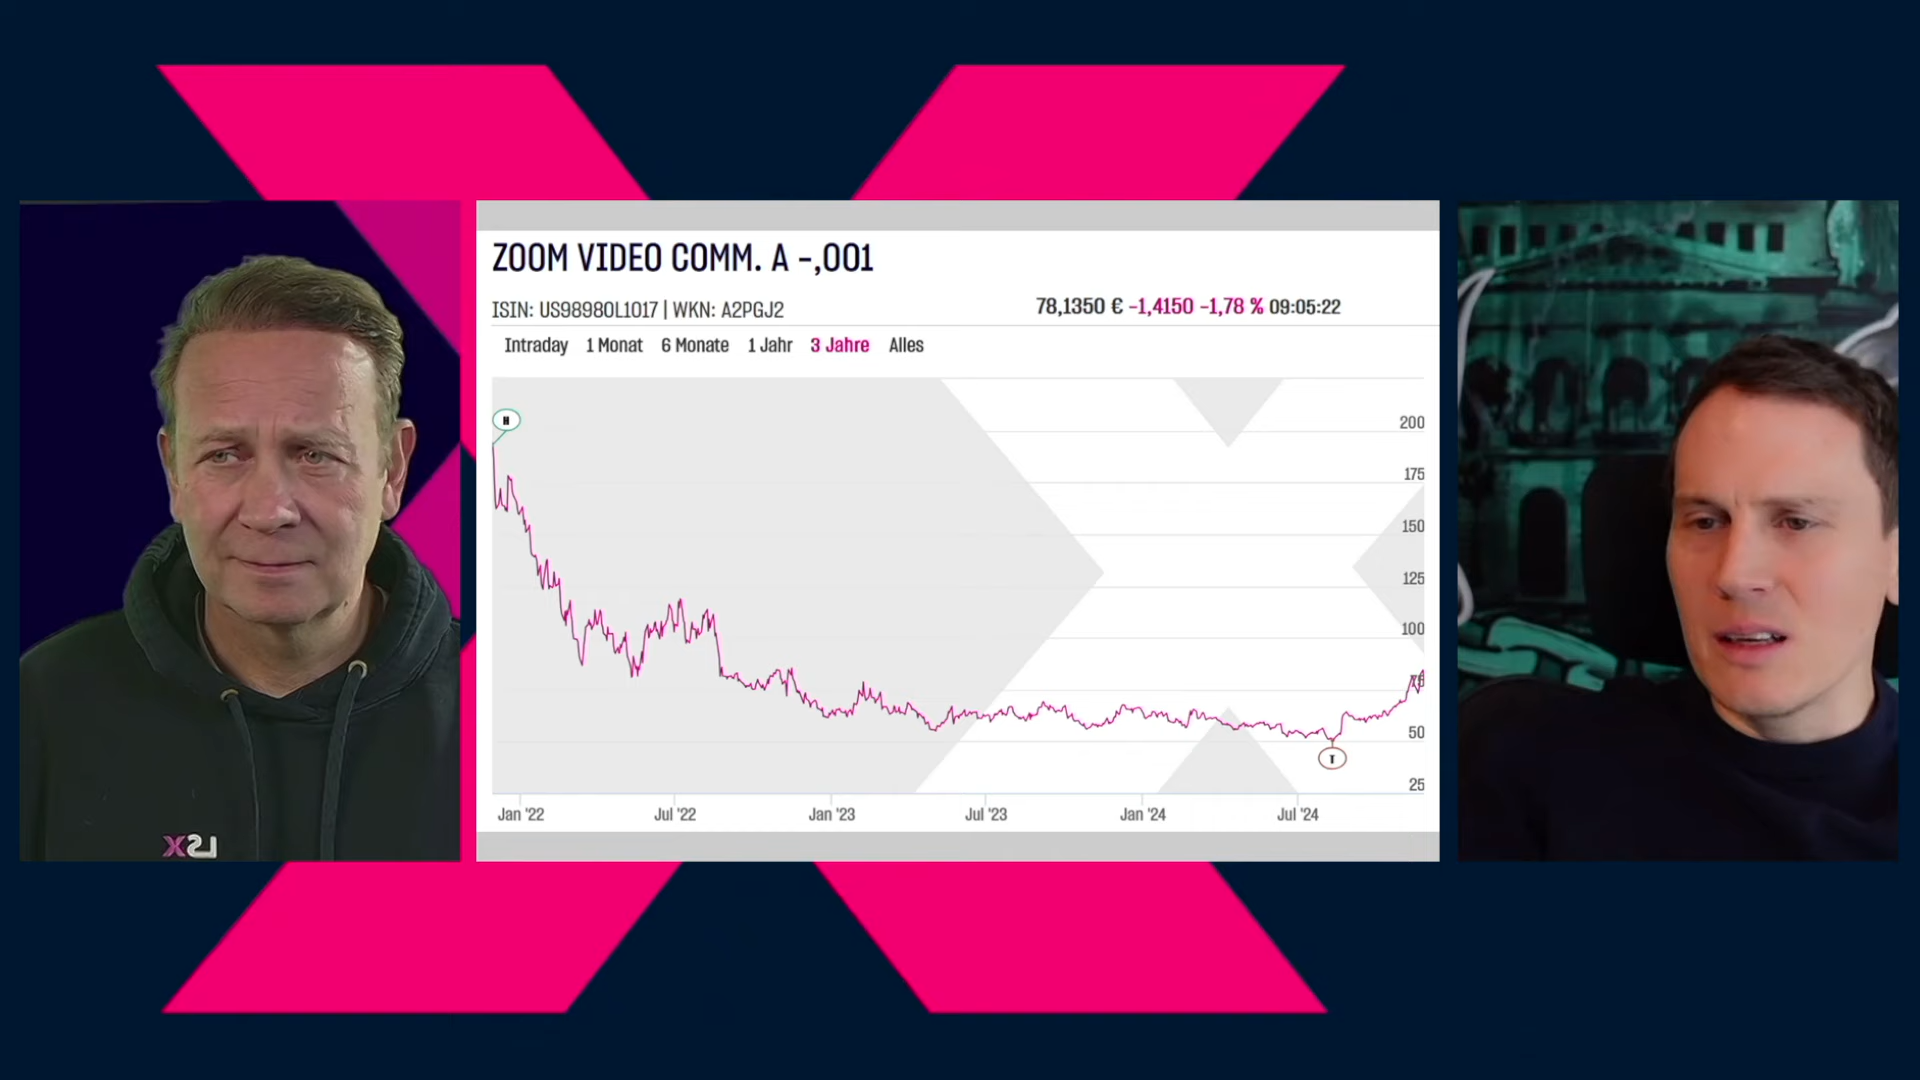 ZOOM VIDEO COMM. A -,001
ISIN: US98980L1017 | WKN: A2PGJ2
78,1350 € -1,4150 -1,78 % 09:05:22
Intraday 1 Monat 6 Monate 1 Jahr 3 Jahre Alles
H
200
175
150
125
100
75
50
T
25
Jan '22 Jul '22 Jan '23 Jul '23 Jan '24 Jul '24
LSX